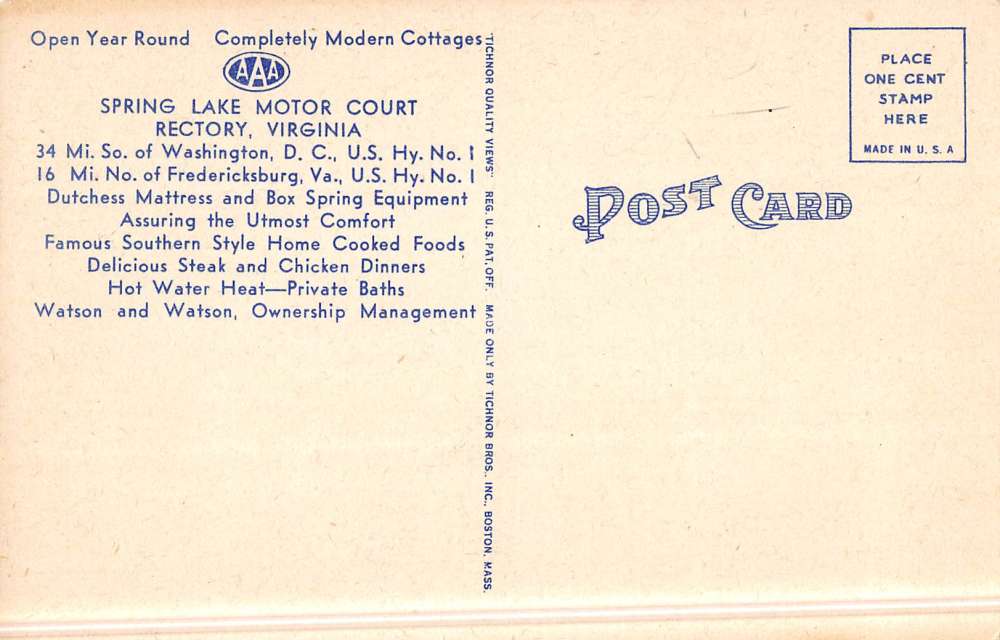 Open Year Round Completely Modern Cottages
AAA
SPRING LAKE MOTOR COURT
RECTORY, VIRGINIA
34 Mi. So. of Washington, D. C., U.S. Hy. No. 1
16 Mi. No. of Fredericksburg, Va., U.S. Hy. No. 1
Dutchess Mattress and Box Spring Equipment
Assuring the Utmost Comfort
Famous Southern Style Home Cooked Foods
Delicious Steak and Chicken Dinners
Hot Water Heat—Private Baths
Watson and Watson, Ownership Management
"TICHNOR QUALITY VIEWS" REG. U. S. PAT. OFF. MADE ONLY BY TICHNOR BROS., INC., BOSTON, MASS.
POST CARD
PLACE
ONE CENT
STAMP
HERE
MADE IN U. S. A